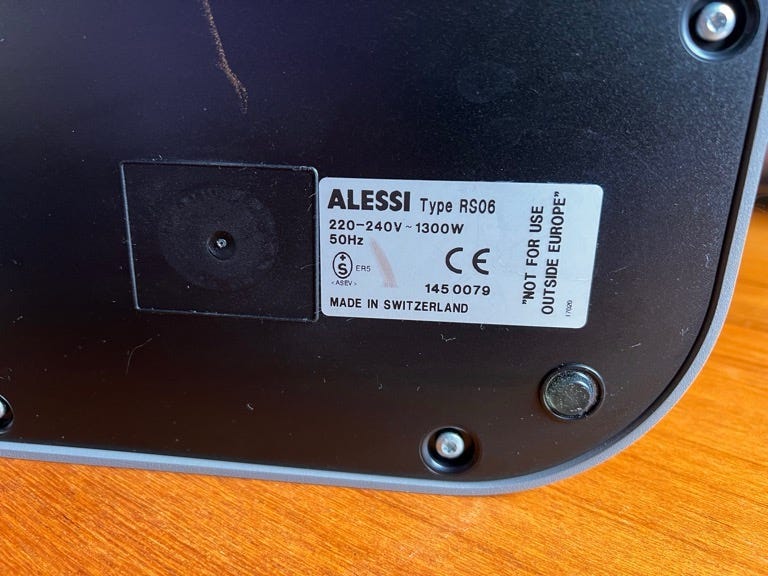 ALESSI Type RS06
220-240V ~ 1300W
50Hz
+
S
ER5
<ASEV>
CE
145 0079
MADE IN SWITZERLAND
"NOT FOR USE
OUTSIDE EUROPE"
17020